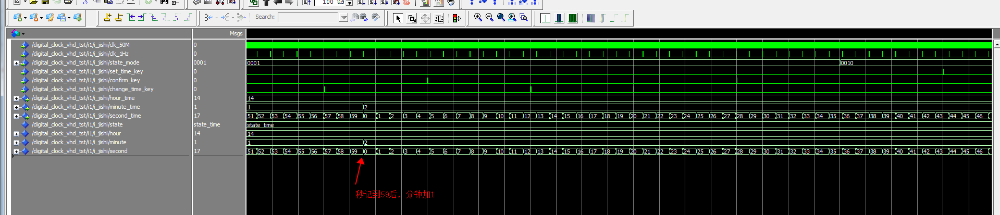 100 us
Search:
Msgs
/digital_clock_vhd_tst/i1/i_jishi/clk_50M 0
/digital_clock_vhd_tst/i1/i_jishi/clk_1Hz 0
/digital_clock_vhd_tst/i1/i_jishi/state_mode 0001 0001 0010
/digital_clock_vhd_tst/i1/i_jishi/set_time_key 0
/digital_clock_vhd_tst/i1/i_jishi/confirm_key 0
/digital_clock_vhd_tst/i1/i_jishi/change_time_key 0
/digital_clock_vhd_tst/i1/i_jishi/hour_time 14 14
/digital_clock_vhd_tst/i1/i_jishi/minute_time 1 1 2
/digital_clock_vhd_tst/i1/i_jishi/second_time 17 51 52 53 54 55 56 57 58 59 0 1 2 3 4 5 6 7 8 9 10 11 12 13 14 15 16 17 18 19 20 21 22 23 24 25 26 27 28 29 30 31 32 33 34 35 36 37 38 39 40 41 42 43 44 45 46
/digital_clock_vhd_tst/i1/i_jishi/state state_time state_time
/digital_clock_vhd_tst/i1/i_jishi/hour 14 14
/digital_clock_vhd_tst/i1/i_jishi/minute 1 1 2
/digital_clock_vhd_tst/i1/i_jishi/second 17 51 52 53 54 55 56 57 58 59 0 1 2 3 4 5 6 7 8 9 10 11 12 13 14 15 16 17 18 19 20 21 22 23 24 25 26 27 28 29 30 31 32 33 34 35 36 37 38 39 40 41 42 43 44 45 46
秒记到59后，分钟加1